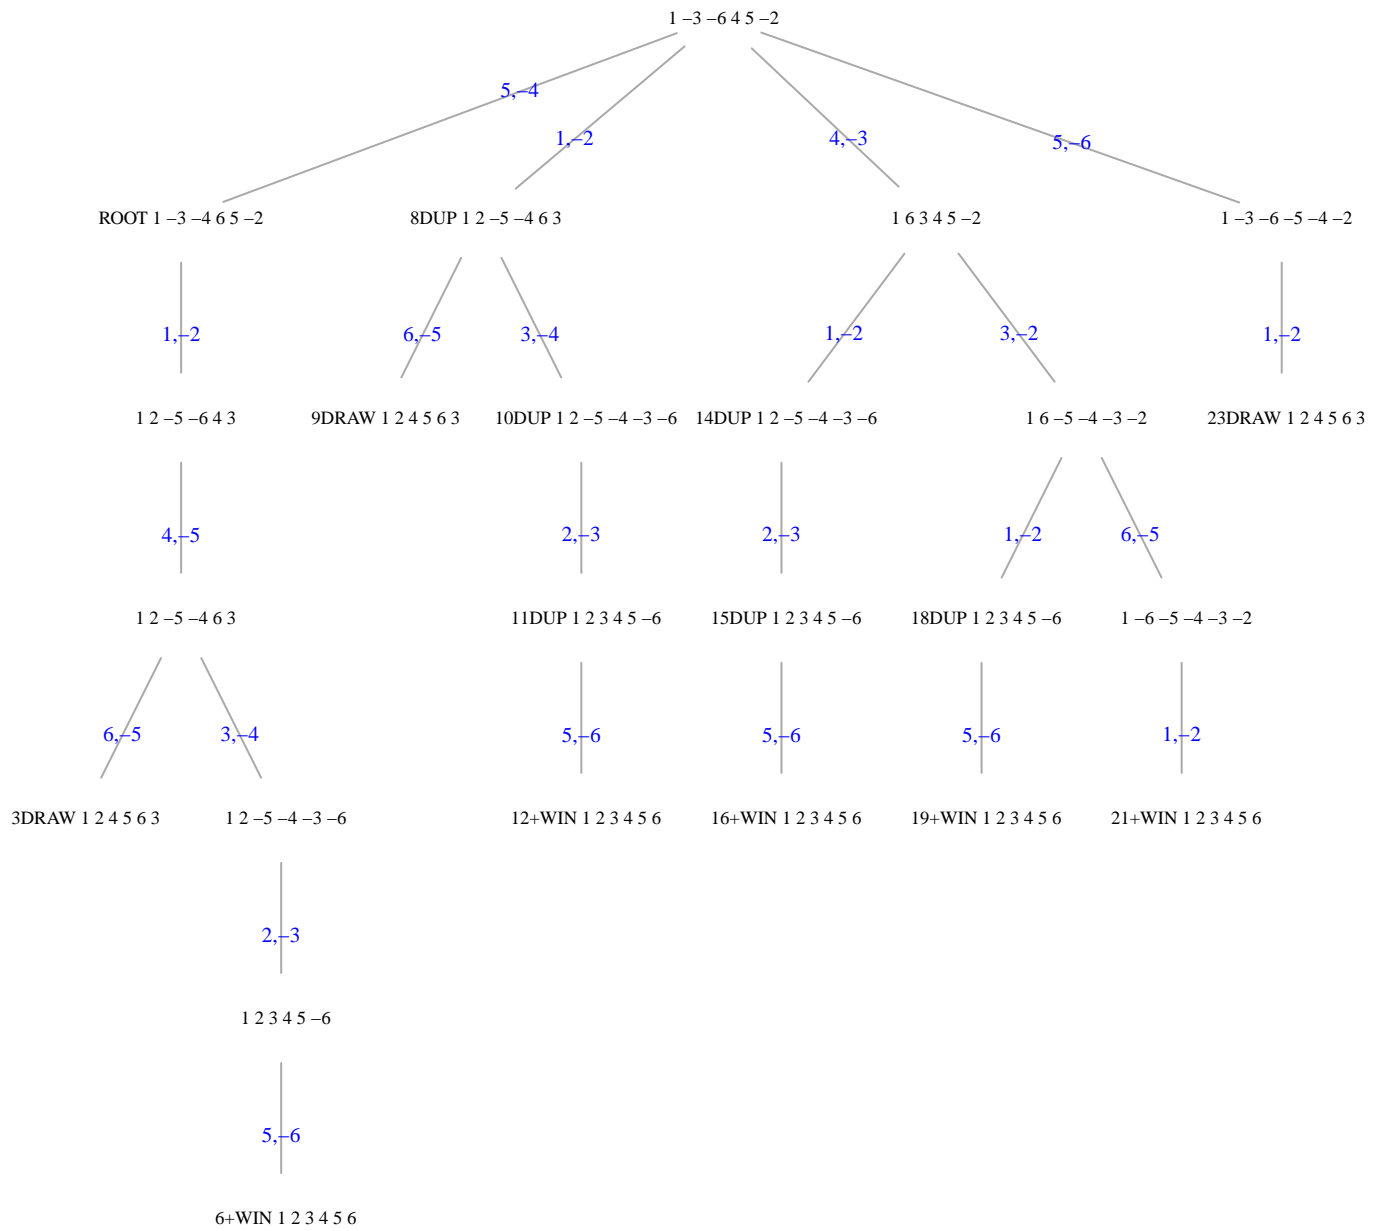 1 –3 –6 4 5 –2
5,–4
1,–2
4,–3
5,–6
ROOT 1 –3 –4 6 5 –2
8DUP 1 2 –5 –4 6 3
1 6 3 4 5 –2
1 –3 –6 –5 –4 –2
1,–2
6,–5
3,–4
1,–2
3,–2
1,–2
1 2 –5 –6 4 3
9DRAW 1 2 4 5 6 3
10DUP 1 2 –5 –4 –3 –6
14DUP 1 2 –5 –4 –3 –6
1 6 –5 –4 –3 –2
23DRAW 1 2 4 5 6 3
4,–5
2,–3
2,–3
1,–2
6,–5
1 2 –5 –4 6 3
11DUP 1 2 3 4 5 –6
15DUP 1 2 3 4 5 –6
18DUP 1 2 3 4 5 –6
1 –6 –5 –4 –3 –2
6,–5
3,–4
5,–6
5,–6
5,–6
1,–2
3DRAW 1 2 4 5 6 3
1 2 –5 –4 –3 –6
12+WIN 1 2 3 4 5 6
16+WIN 1 2 3 4 5 6
19+WIN 1 2 3 4 5 6
21+WIN 1 2 3 4 5 6
2,–3
1 2 3 4 5 –6
5,–6
6+WIN 1 2 3 4 5 6